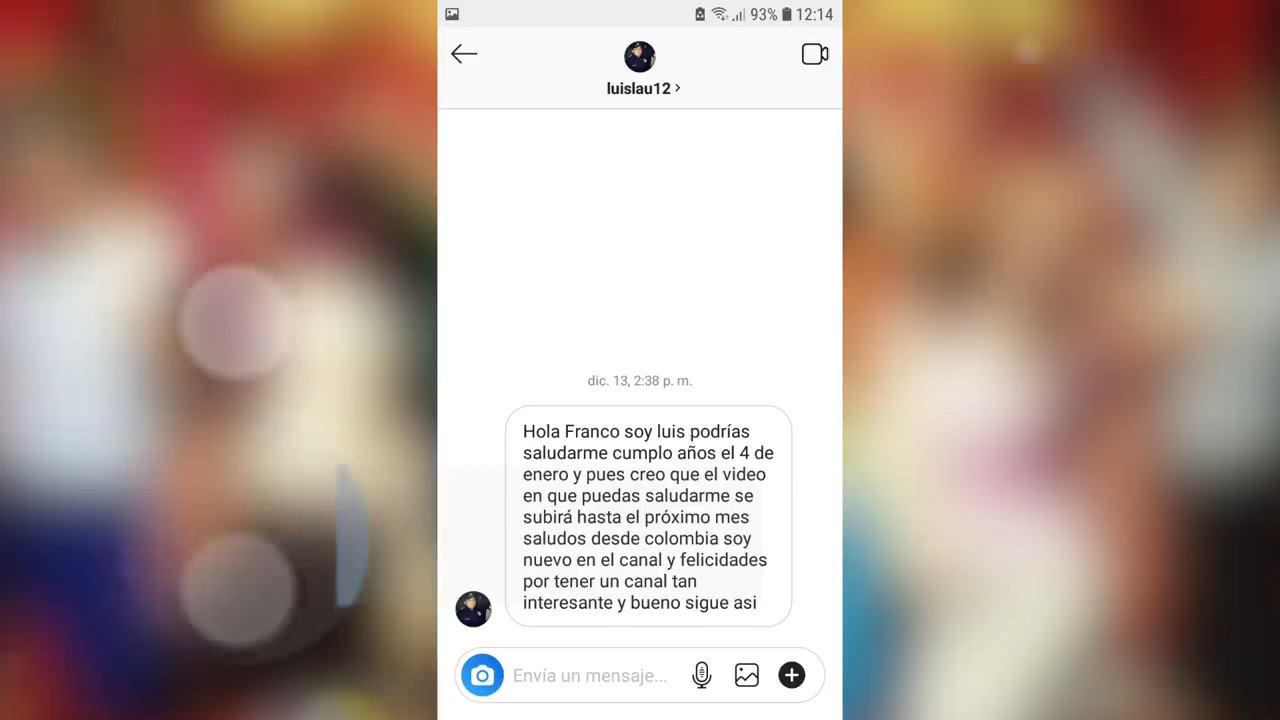 93% 12:14
luislau12 >
dic. 13, 2:38 p. m.
Hola Franco soy luis podrías
saludarme cumplo años el 4 de
enero y pues creo que el video
en que puedas saludarme se
subirá hasta el próximo mes
saludos desde colombia soy
nuevo en el canal y felicidades
por tener un canal tan
interesante y bueno sigue asi
Envía un mensaje...